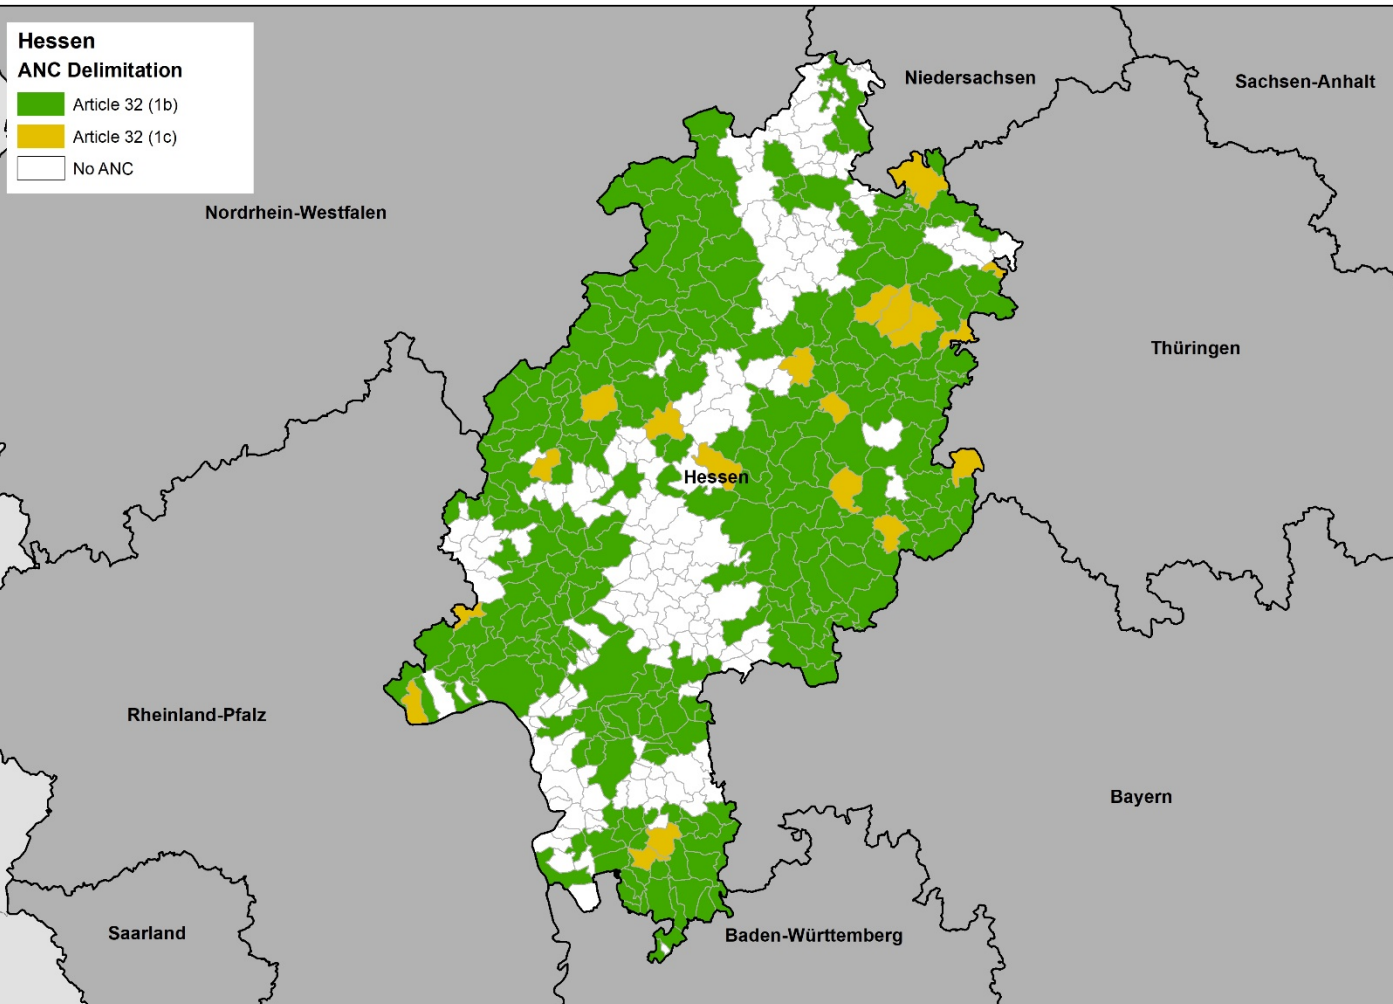 Hessen
ANC Delimitation
Article 32 (1b)
Article 32 (1c)
No ANC
Niedersachsen
Sachsen-Anhalt
Nordrhein-Westfalen
Thüringen
Hessen
Rheinland-Pfalz
Bayern
Saarland
Baden-Württemberg